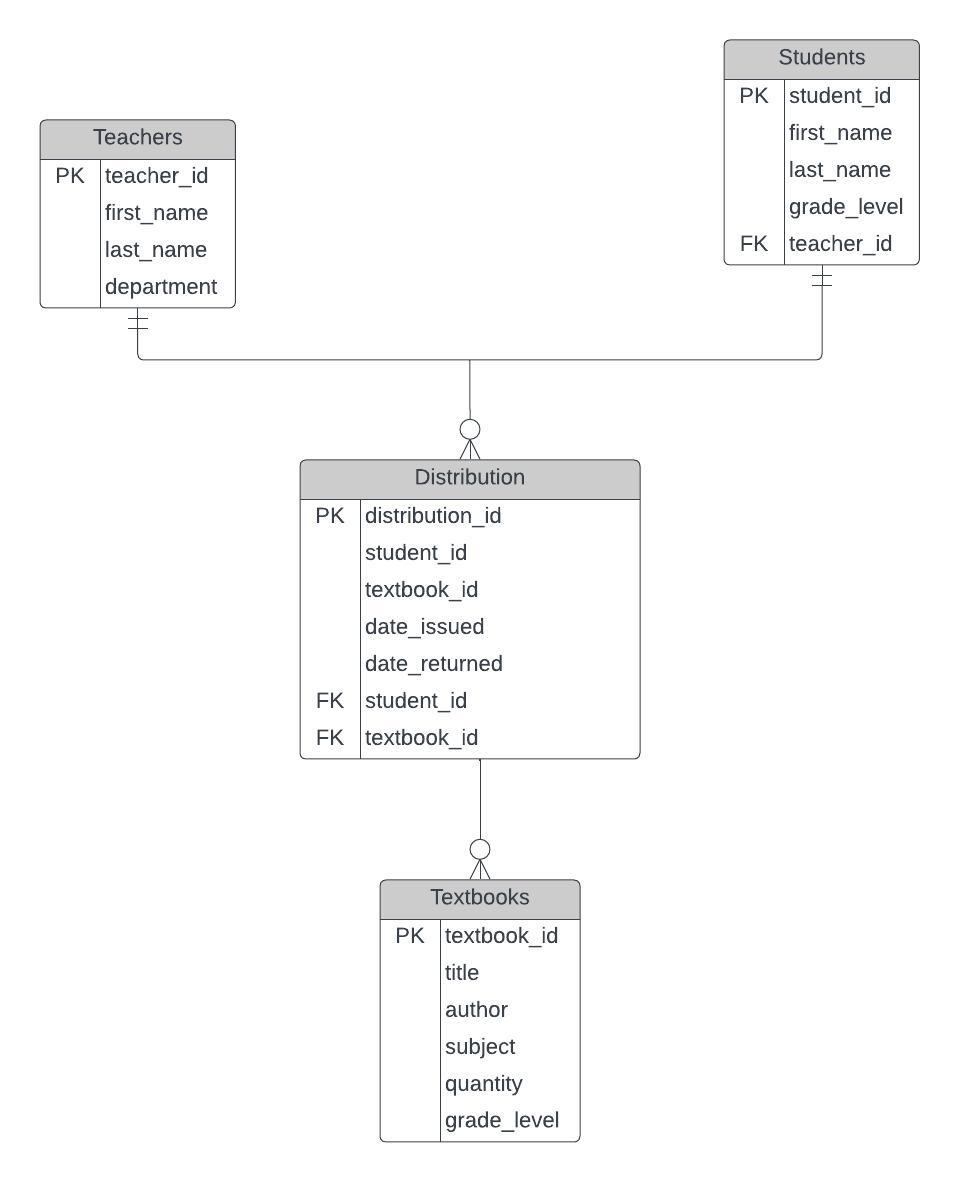 Students
PK student_id
first_name
last_name
grade_level
FK teacher_id
Teachers
PK teacher_id
first_name
last_name
department
Distribution
PK distribution_id
student_id
textbook_id
date_issued
date_returned
FK student_id
FK textbook_id
Textbooks
PK textbook_id
title
author
subject
quantity
grade_level